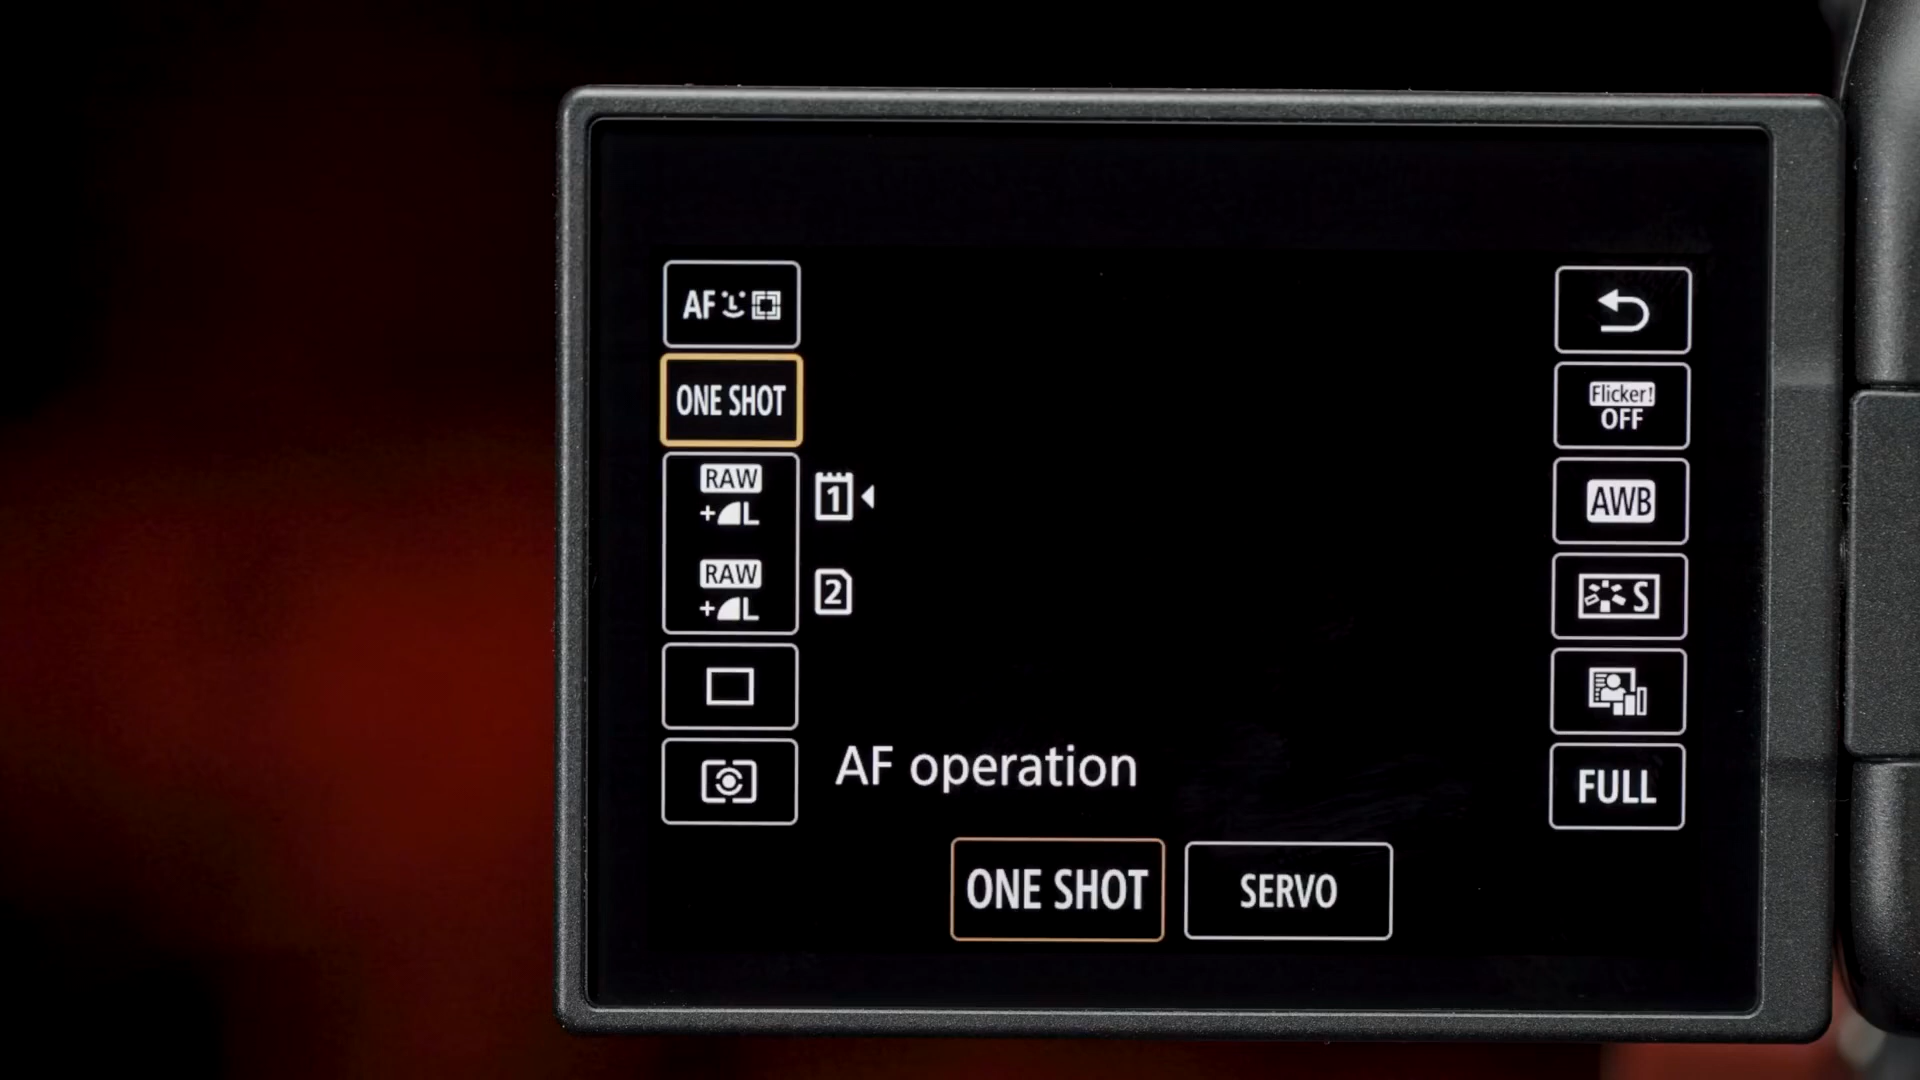 AF
ONE SHOT
RAW
+L
1
RAW
+L
2
Flicker!
OFF
AWB
S
FULL
AF operation
ONE SHOT
SERVO